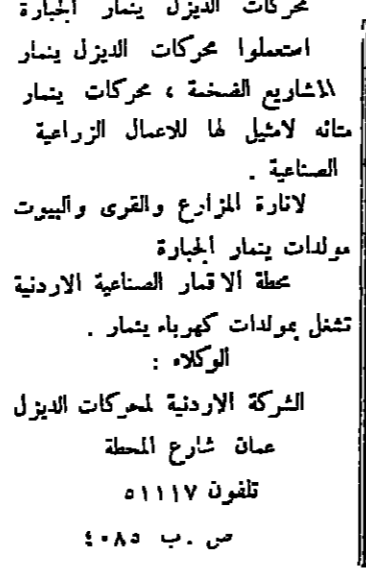 محركات الديزل ينمار الجبارة
استعملوا محركات الديزل ينمار
للمشاريع الضخمة ، محركات ينمار
متانه لامثيل لها للاعمال الزراعية
الصناعية .
لانارة المزارع والقرى والبيوت
مولدات ينمار الجبارة
محطة الاقمار الصناعية الاردنية
تشغل بمولدات كهرباء ينمار .
الوكلاء :
الشركة الاردنية لمحركات الديزل
عمان شارع المحطة
تلفون ٥١١١٧
ص .ب ٤٠٨٥